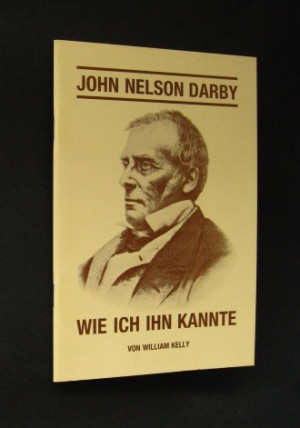 JOHN NELSON DARBY
WIE ICH IHN KANNTE
VON WILLIAM KELLY